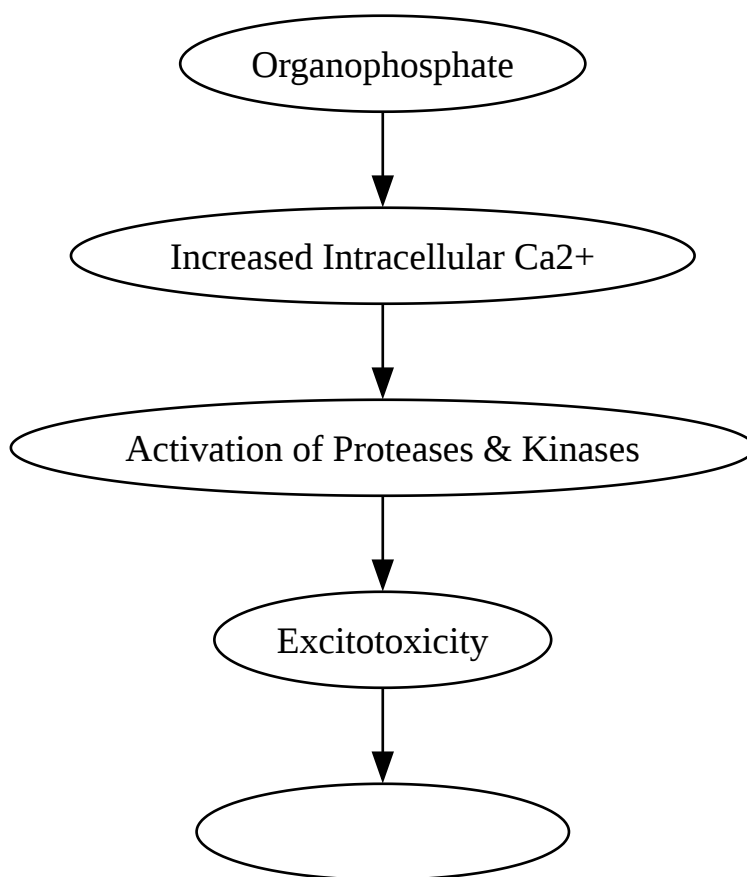 Organophosphate
Increased Intracellular Ca2+
Activation of Proteases & Kinases
Excitotoxicity